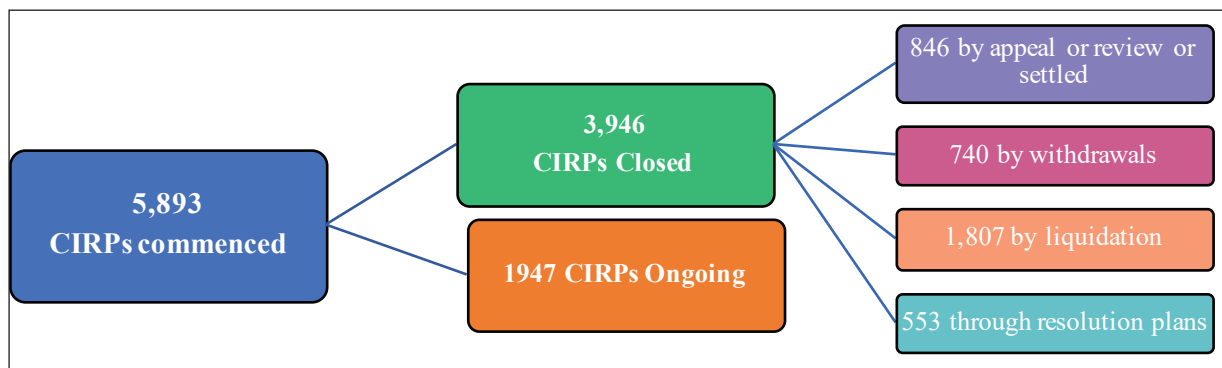 5,893
CIRPs commenced
3,946
CIRPs Closed
1947 CIRPs Ongoing
846 by appeal or review or
settled
740 by withdrawals
1,807 by liquidation
553 through resolution plans